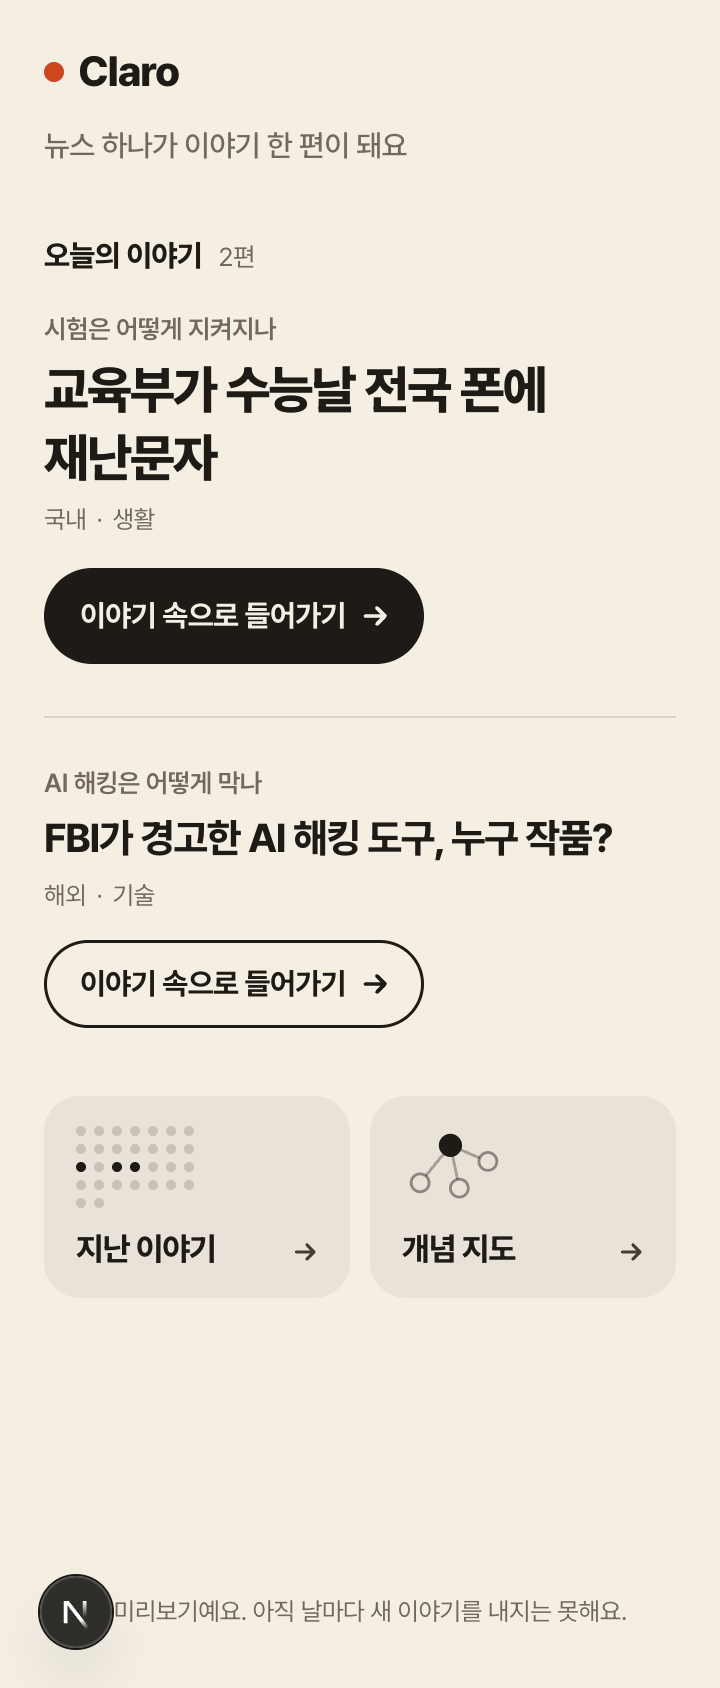 Claro
뉴스 하나가 이야기 한 편이 돼요
오늘의 이야기 2편
시험은 어떻게 지켜지나
교육부가 수능날 전국 폰에
재난문자
국내 · 생활
이야기 속으로 들어가기 →
AI 해킹은 어떻게 막나
FBI가 경고한 AI 해킹 도구, 누구 작품?
해외 · 기술
이야기 속으로 들어가기 →
지난 이야기 →
개념 지도 →
N
미리보기예요. 아직 날마다 새 이야기를 내지는 못해요.